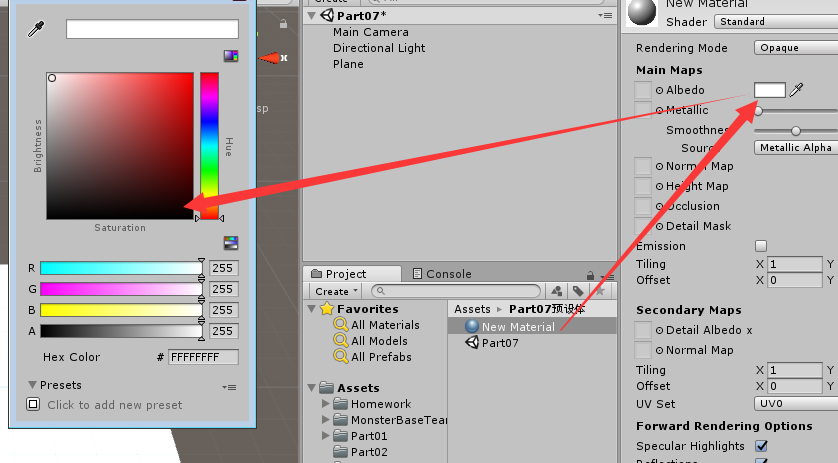 Brightness
Hue
Saturation
R 255
G 255
B 255
A 255
Hex Color # FFFFFFFF
Presets
Click to add new preset
x
sp
Create
Part07*
Main Camera
Directional Light
Plane
Project
Console
Create
Favorites
All Materials
All Models
All Prefabs
Assets
Homework
MonsterBaseTear
Part01
Part02
Assets ▸ Part07预设体
New Material
Part07
New Material
Shader Standard
Rendering Mode Opaque
Main Maps
Albedo
Metallic
Smoothness
Source Metallic Alpha
Normal Map
Height Map
Occlusion
Detail Mask
Emission
Tiling X 1 Y
Offset X 0 Y
Secondary Maps
Detail Albedo x
Normal Map
Tiling X 1 Y
Offset X 0 Y
UV Set UV0
Forward Rendering Options
Specular Highlights
Reflections